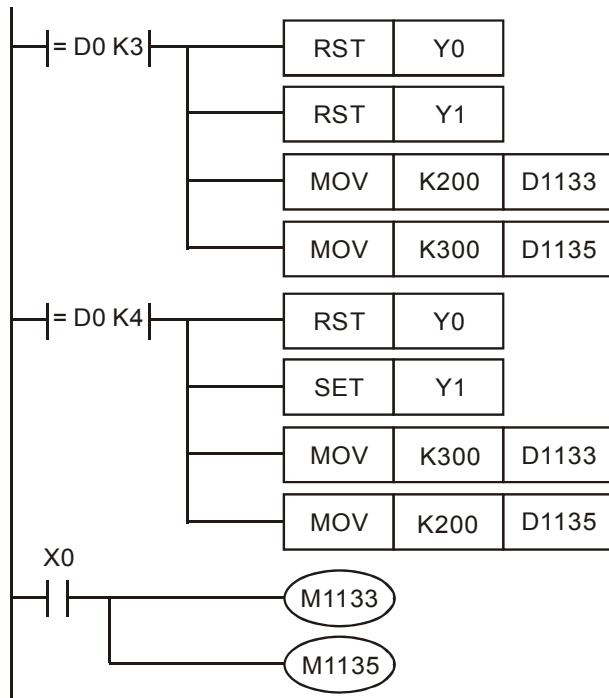 = D0 K3
RST Y0
RST Y1
MOV K200 D1133
MOV K300 D1135
= D0 K4
RST Y0
SET Y1
MOV K300 D1133
MOV K200 D1135
X0
M1133
M1135